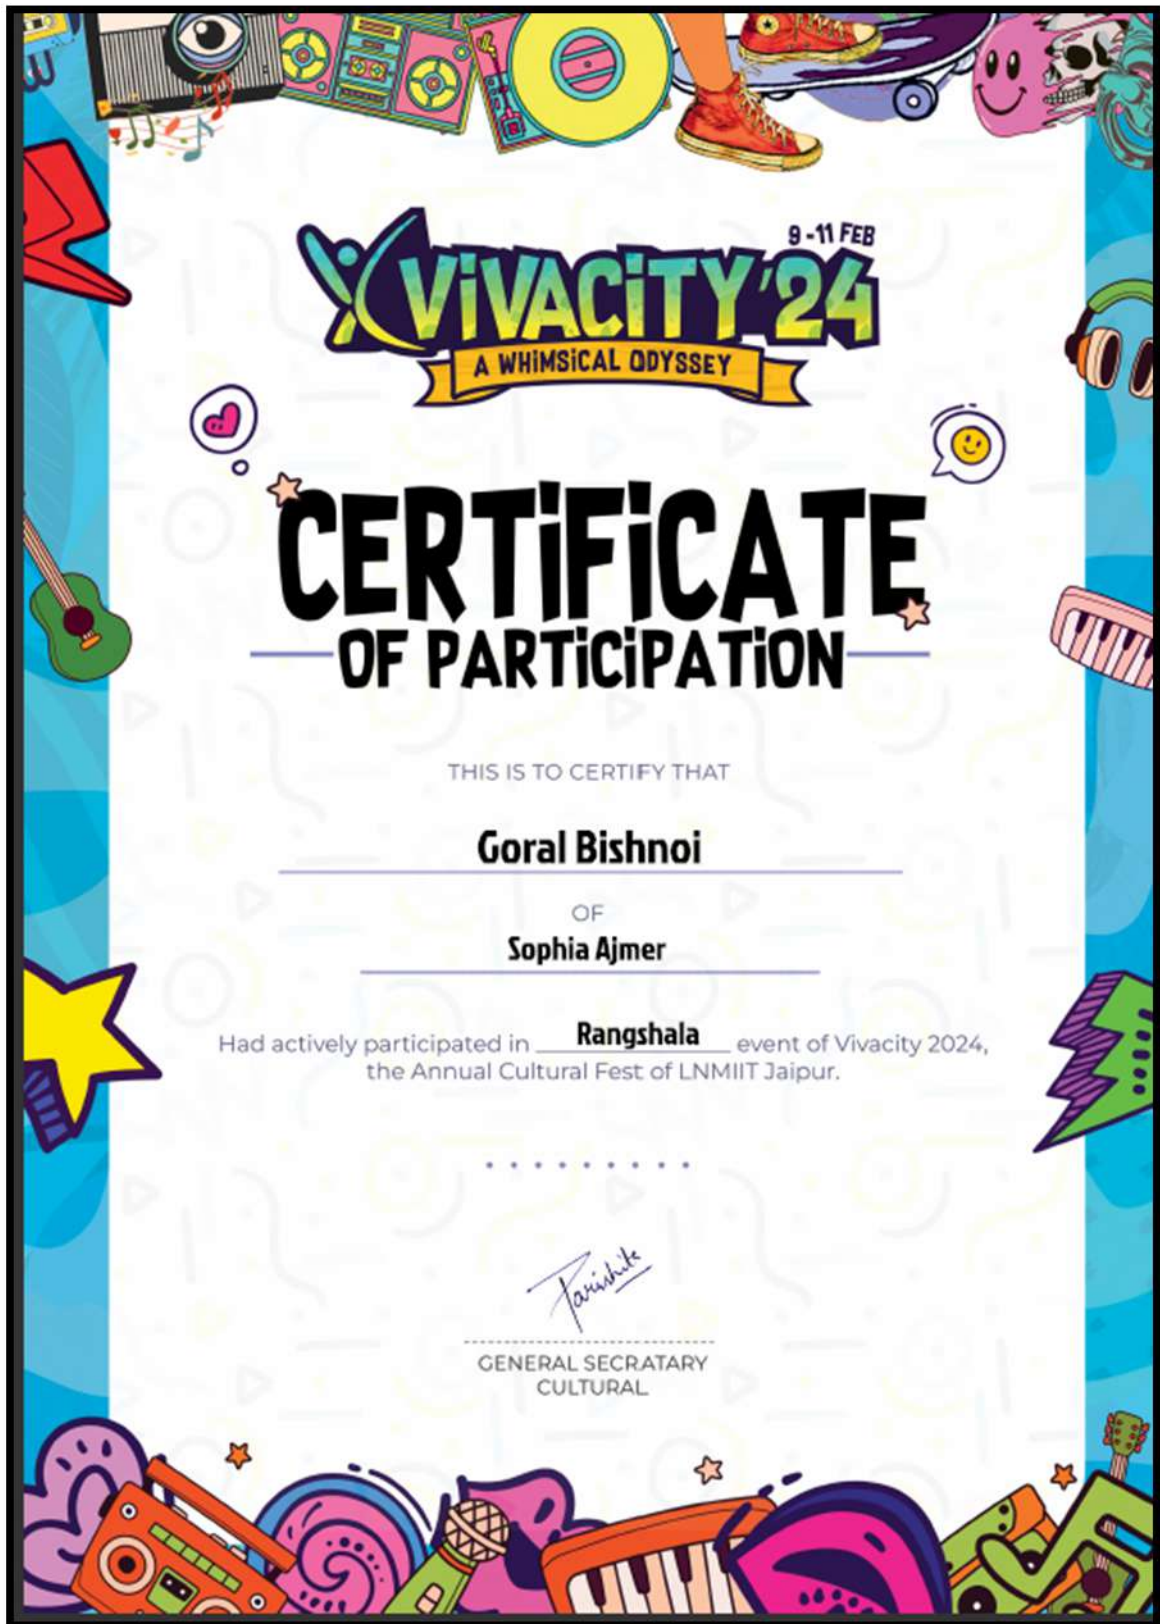 9-11 FEB
ViVACiTY'24
A WHiMSiCAL ODYSSEY
CERTiFiCATE
OF PARTiCiPATiON
THIS IS TO CERTIFY THAT
Goral Bishnoi
OF
Sophia Ajmer
Had actively participated in Rangshala event of Vivacity 2024,
the Annual Cultural Fest of LNMIIT Jaipur.
Parishite
GENERAL SECRATARY
CULTURAL